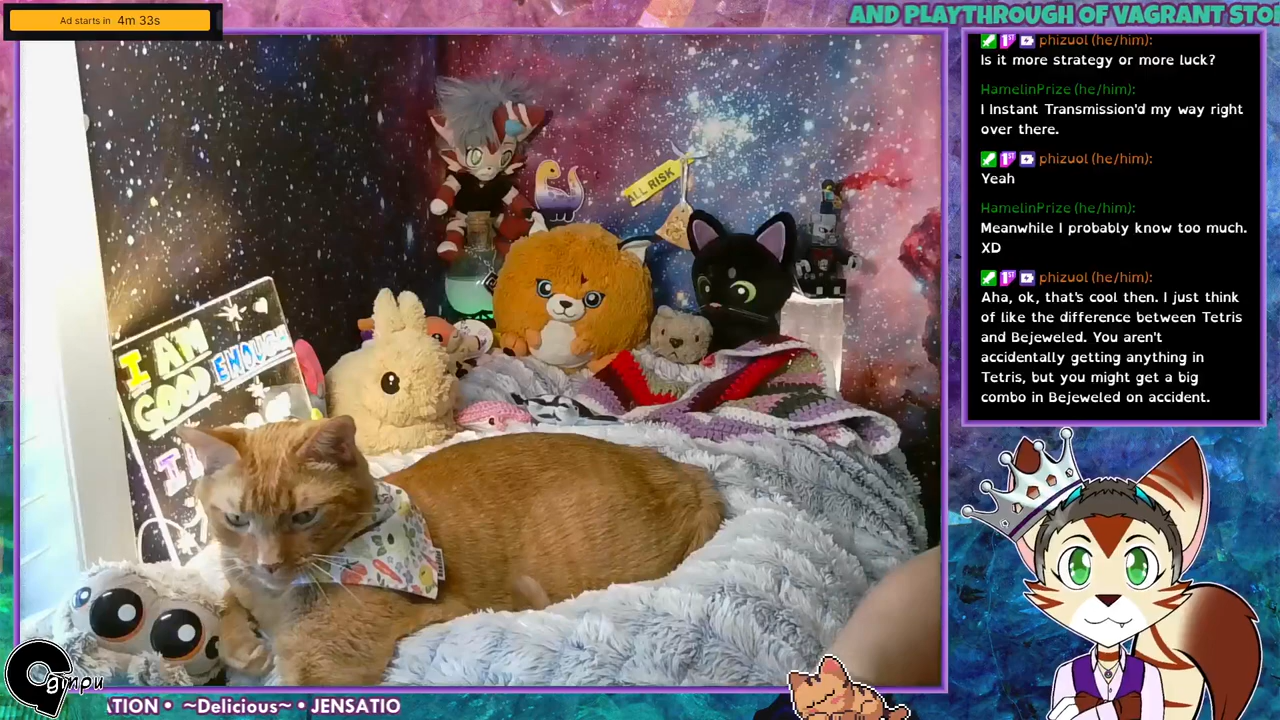 Ad starts in 4m 33s
AND PLAYTHROUGH OF VAGRANT STO
phizuol (he/him):
Is it more strategy or more luck?
HamelinPrize (he/him):
I Instant Transmission'd my way right
over there.
phizuol (he/him):
Yeah
HamelinPrize (he/him):
Meanwhile I probably know too much.
XD
phizuol (he/him):
Aha, ok, that's cool then. I just think
of like the difference between Tetris
and Bejeweled. You aren't
accidentally getting anything in
Tetris, but you might get a big
combo in Bejeweled on accident.
ALL RISK
I AM
GOOD ENOUGH
I
ginpu
ATION • ~Delicious~ • JENSATIO